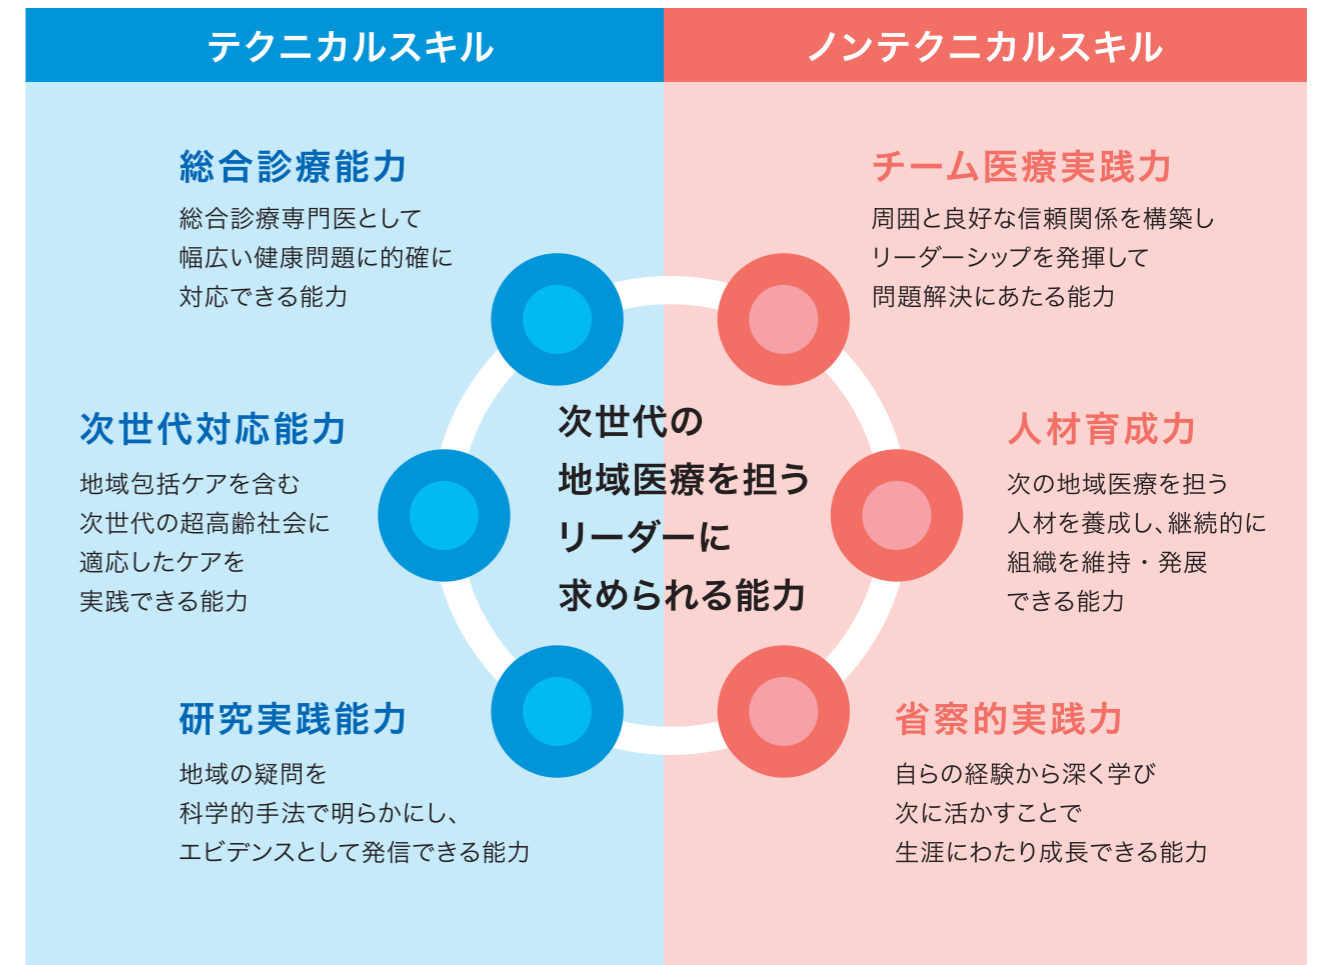 テクニカルスキル
ノンテクニカルスキル
総合診療能力
総合診療専門医として
幅広い健康問題に的確に
対応できる能力
チーム医療実践力
周囲と良好な信頼関係を構築し
リーダーシップを発揮して
問題解決にあたる能力
次世代対応能力
地域包括ケアを含む
次世代の超高齢社会に
適応したケアを
実践できる能力
次世代の
地域医療を担う
リーダーに
求められる能力
人材育成力
次の地域医療を担う
人材を養成し、継続的に
組織を維持・発展
できる能力
研究実践能力
地域の疑問を
科学的手法で明らかにし、
エビデンスとして発信できる能力
省察的実践力
自らの経験から深く学び
次に活かすことで
生涯にわたり成長できる能力